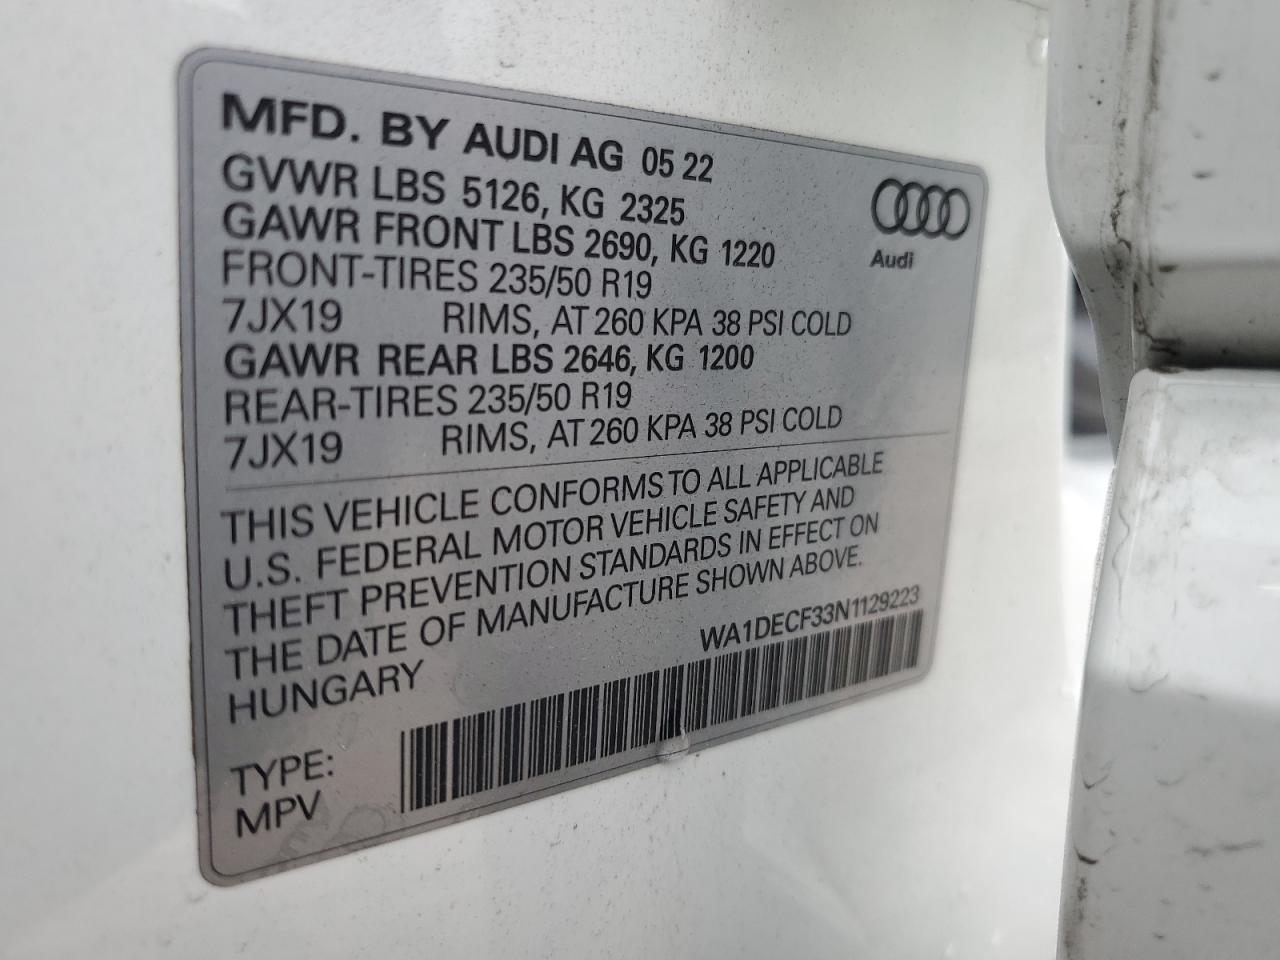 MFD. BY AUDI AG 05 22
GVWR LBS 5126, KG 2325
GAWR FRONT LBS 2690, KG 1220
FRONT-TIRES 235/50 R19
7JX19 RIMS, AT 260 KPA 38 PSI COLD
GAWR REAR LBS 2646, KG 1200
REAR-TIRES 235/50 R19
7JX19 RIMS, AT 260 KPA 38 PSI COLD
Audi
THIS VEHICLE CONFORMS TO ALL APPLICABLE
U.S. FEDERAL MOTOR VEHICLE SAFETY AND
THEFT PREVENTION STANDARDS IN EFFECT ON
THE DATE OF MANUFACTURE SHOWN ABOVE.
HUNGARY
WA1DECF33N1129223
TYPE:
MPV